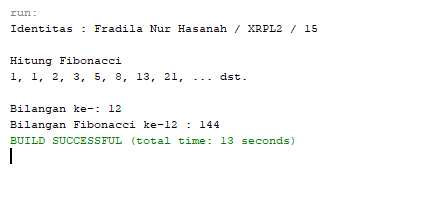 run:
Identitas : Fradila Nur Hasanah / XRPL2 / 15
Hitung Fibonacci
1, 1, 2, 3, 5, 8, 13, 21, ... dst.
Bilangan ke-: 12
Bilangan Fibonacci ke-12 : 144
BUILD SUCCESSFUL (total time: 13 seconds)